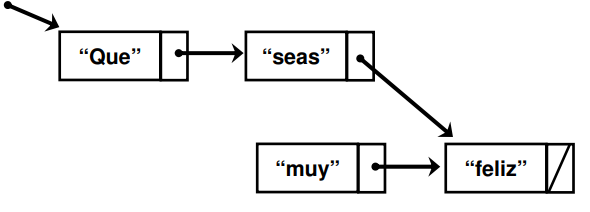 “Que” “seas”
“muy” “feliz”